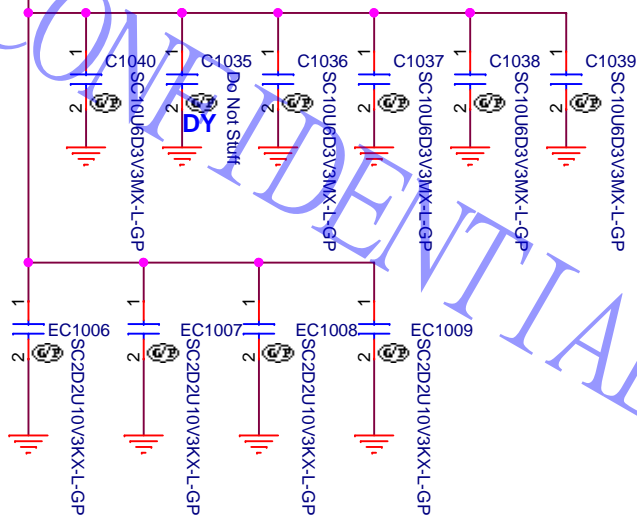 CONFIDENTIAL
1 C1040
2 G/P
SC10U6D3V3MX-L-GP
1 C1035
2 G/P
Do Not Stuff
DY
1 C1036
2 G/P
SC10U6D3V3MX-L-GP
1 C1037
2 G/P
SC10U6D3V3MX-L-GP
1 C1038
2 G/P
SC10U6D3V3MX-L-GP
1 C1039
2 G/P
SC10U6D3V3MX-L-GP
1 EC1006
2 G/P
SC2D2U10V3KX-L-GP
1 EC1007
2 G/P
SC2D2U10V3KX-L-GP
1 EC1008
2 G/P
SC2D2U10V3KX-L-GP
1 EC1009
2 G/P
SC2D2U10V3KX-L-GP